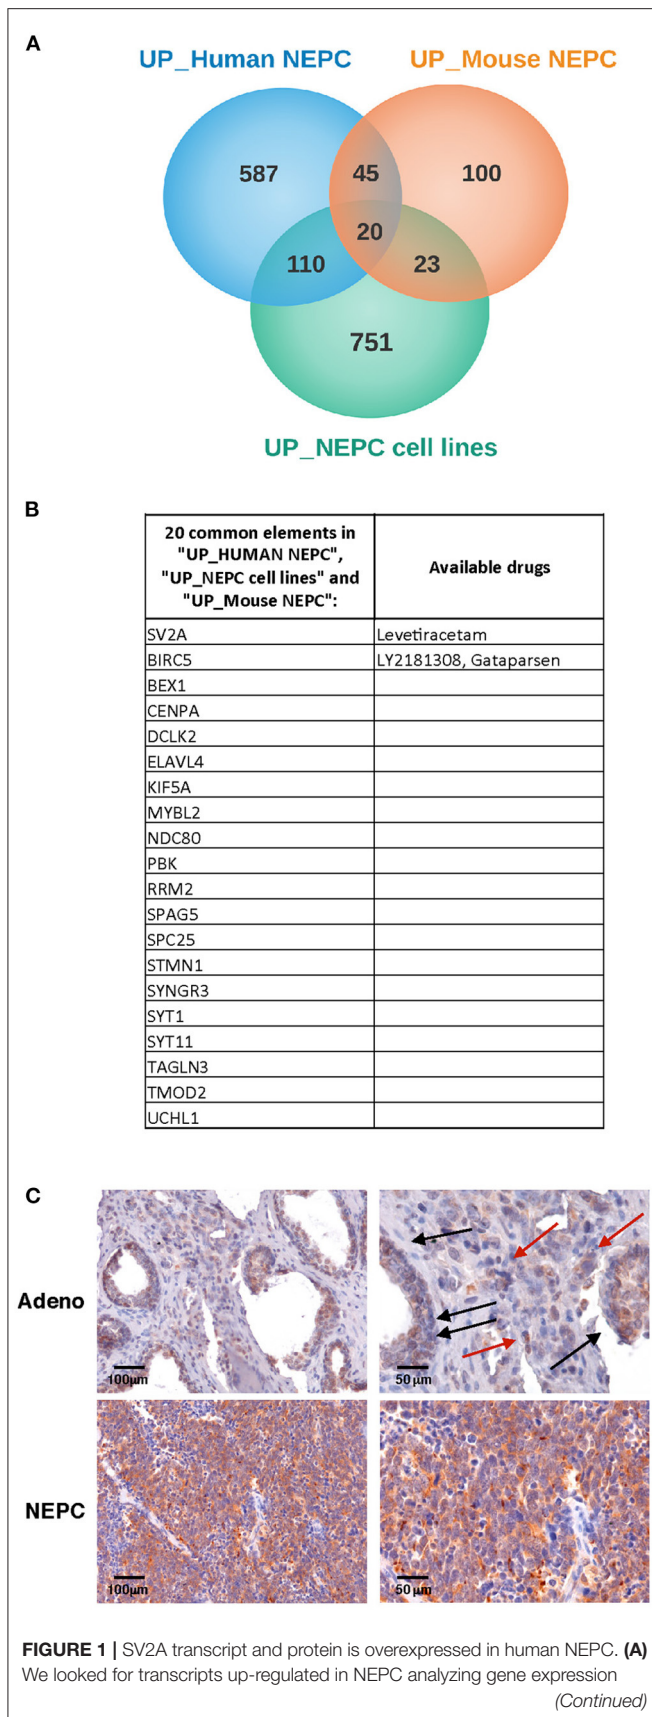 A
UP_Human NEPC
UP_Mouse NEPC
587
45
100
20
110
23
751
UP_NEPC cell lines
B
20 common elements in
"UP_HUMAN NEPC",
"UP_NEPC cell lines" and
"UP_Mouse NEPC":
Available drugs
SV2A
Levetiracetam
BIRC5
LY2181308, Gataparsen
BEX1
CENPA
DCLK2
ELAVL4
KIF5A
MYBL2
NDC80
PBK
RRM2
SPAG5
SPC25
STMN1
SYNGR3
SYT1
SYT11
TAGLN3
TMOD2
UCHL1
C
Adeno
100µm
50 µm
NEPC
100µm
50 µm
FIGURE 1 | SV2A transcript and protein is overexpressed in human NEPC. (A)
We looked for transcripts up-regulated in NEPC analyzing gene expression
(Continued)